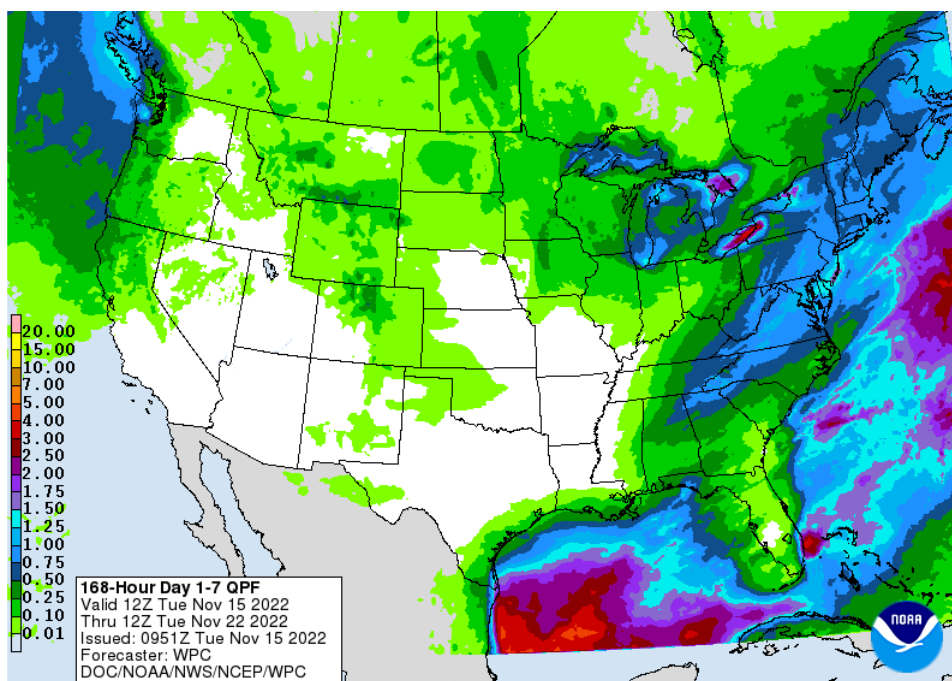 20.00
15.00
10.00
7.00
5.00
4.00
3.00
2.50
2.00
1.75
1.50
1.25
1.00
0.75
0.50
0.25
0.10
0.01
168-Hour Day 1-7 QPF
Valid 12Z Tue Nov 15 2022
Thru 12Z Tue Nov 22 2022
Issued: 0951Z Tue Nov 15 2022
Forecaster: WPC
DOC/NOAA/NWS/NCEP/WPC
NOAA